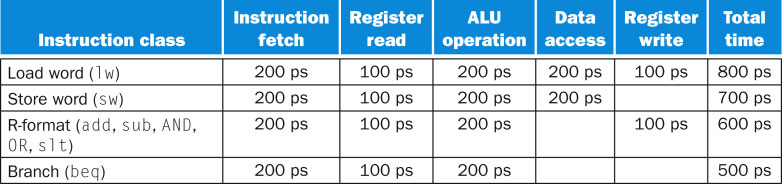 Instruction class Instruction fetch Register read ALU operation Data access Register write Total time
Load word (lw) 200 ps 100 ps 200 ps 200 ps 100 ps 800 ps
Store word (sw) 200 ps 100 ps 200 ps 200 ps 700 ps
R-format (add, sub, AND, 200 ps 100 ps 200 ps 100 ps 600 ps
OR, slt)
Branch (beq) 200 ps 100 ps 200 ps 500 ps